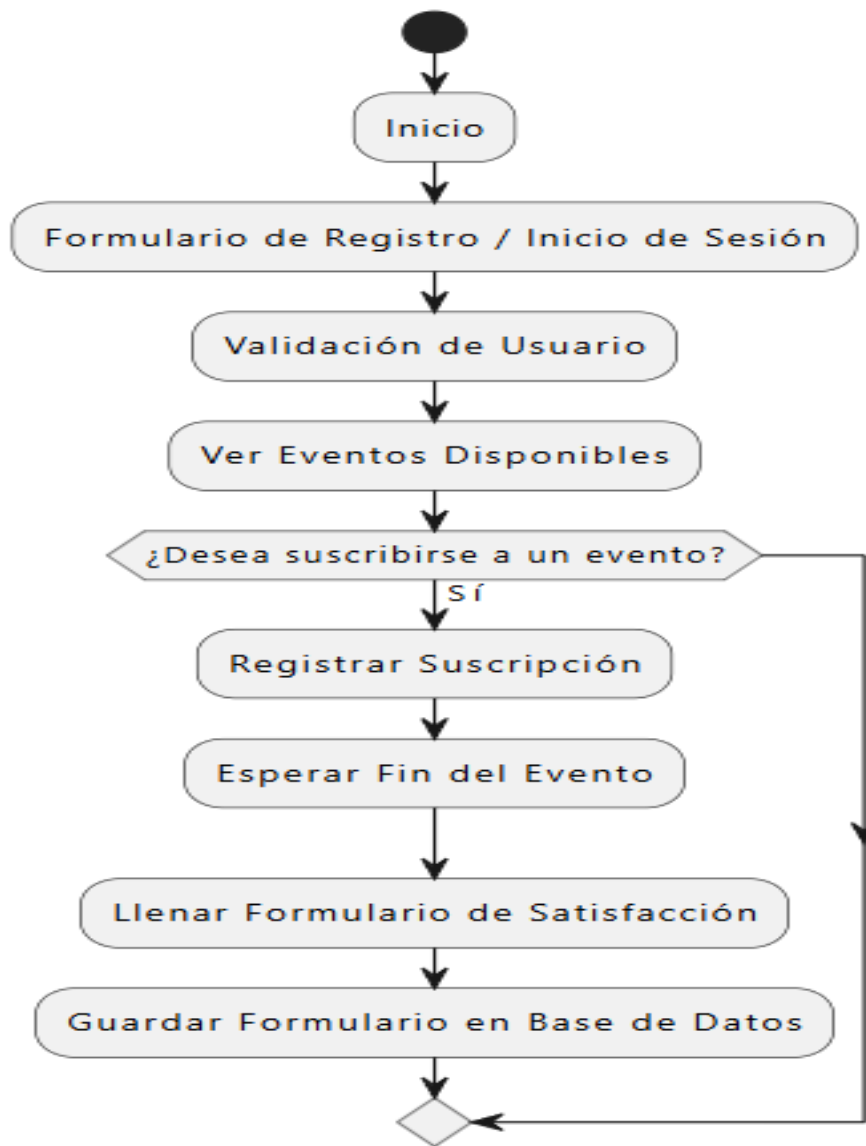 Inicio
Formulario de Registro / Inicio de Sesión
Validación de Usuario
Ver Eventos Disponibles
¿Desea suscribirse a un evento?
Sí
Registrar Suscripción
Esperar Fin del Evento
Llenar Formulario de Satisfacción
Guardar Formulario en Base de Datos